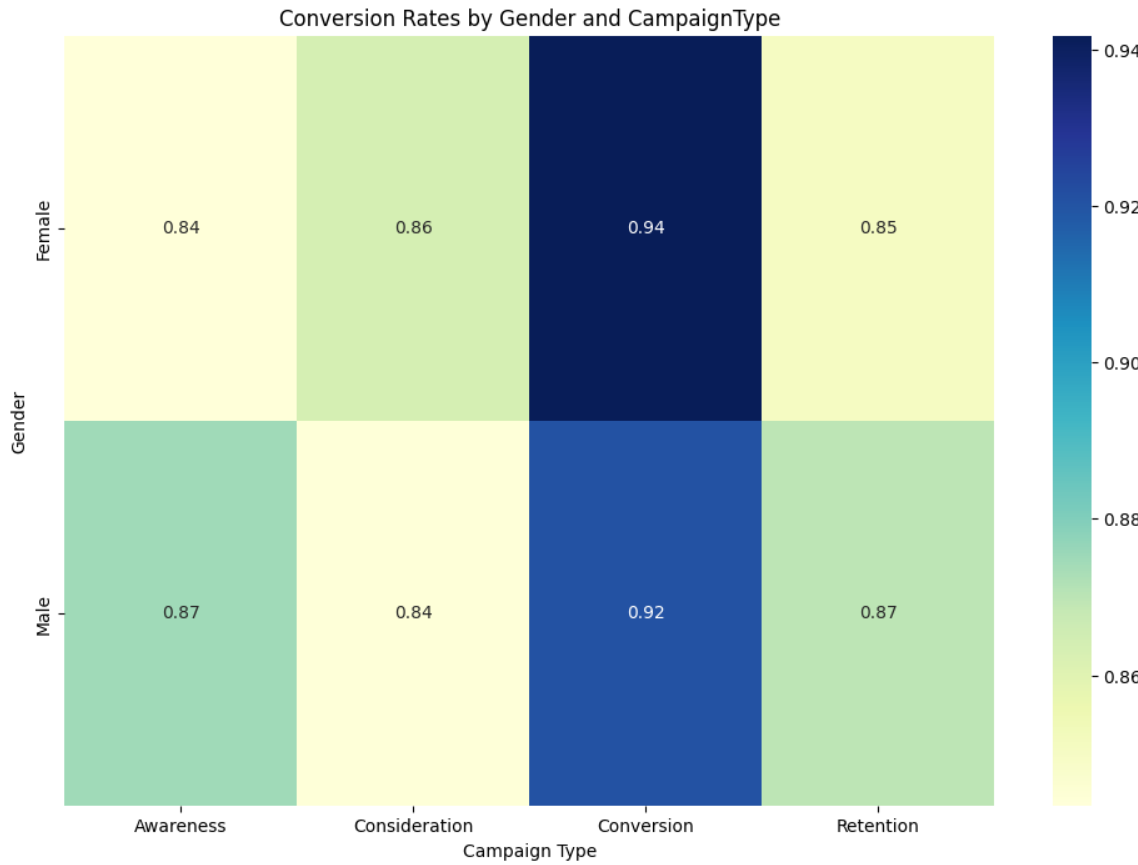 Conversion Rates by Gender and CampaignType
0.94
0.92
0.90
0.88
0.86
Female
0.84 0.86 0.94 0.85
Gender
Male
0.87 0.84 0.92 0.87
Awareness Consideration Conversion Retention
Campaign Type